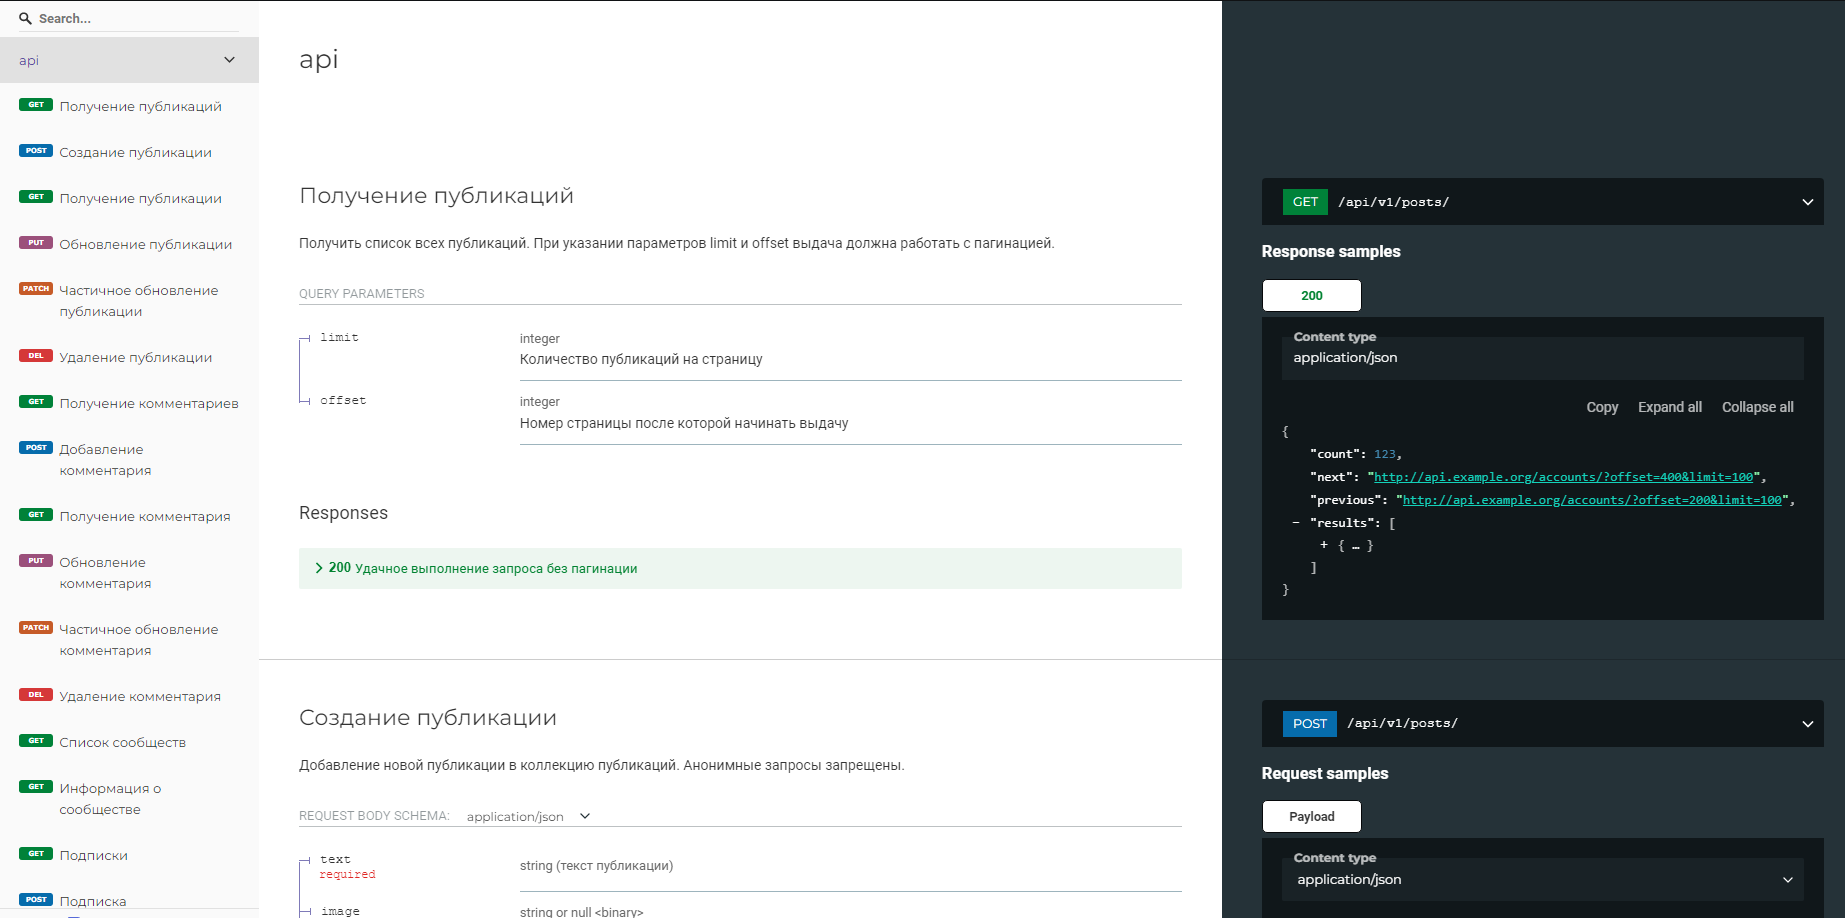 Search...
api
GET Получение публикаций
POST Создание публикации
GET Получение публикации
PUT Обновление публикации
PATCH Частичное обновление
публикации
DEL Удаление публикации
GET Получение комментариев
POST Добавление
комментария
GET Получение комментария
PUT Обновление
комментария
PATCH Частичное обновление
комментария
DEL Удаление комментария
GET Список сообществ
GET Информация о
сообществе
GET Подписки
POST Подписка
api
Получение публикаций
Получить список всех публикаций. При указании параметров limit и offset выдача должна работать с пагинацией.
QUERY PARAMETERS
limit
integer
Количество публикаций на страницу
offset
integer
Номер страницы после которой начинать выдачу
Responses
200 Удачное выполнение запроса без пагинации
Создание публикации
Добавление новой публикации в коллекцию публикаций. Анонимные запросы запрещены.
REQUEST BODY SCHEMA: application/json
text
required
string (текст публикации)
image
string or null <binary>
GET /api/v1/posts/
Response samples
200
Content type
application/json
Copy Expand all Collapse all
{
"count": 123,
"next": "http://api.example.org/accounts/?offset=400&limit=100",
"previous": "http://api.example.org/accounts/?offset=200&limit=100",
- "results": [
+ { … }
]
}
POST /api/v1/posts/
Request samples
Payload
Content type
application/json